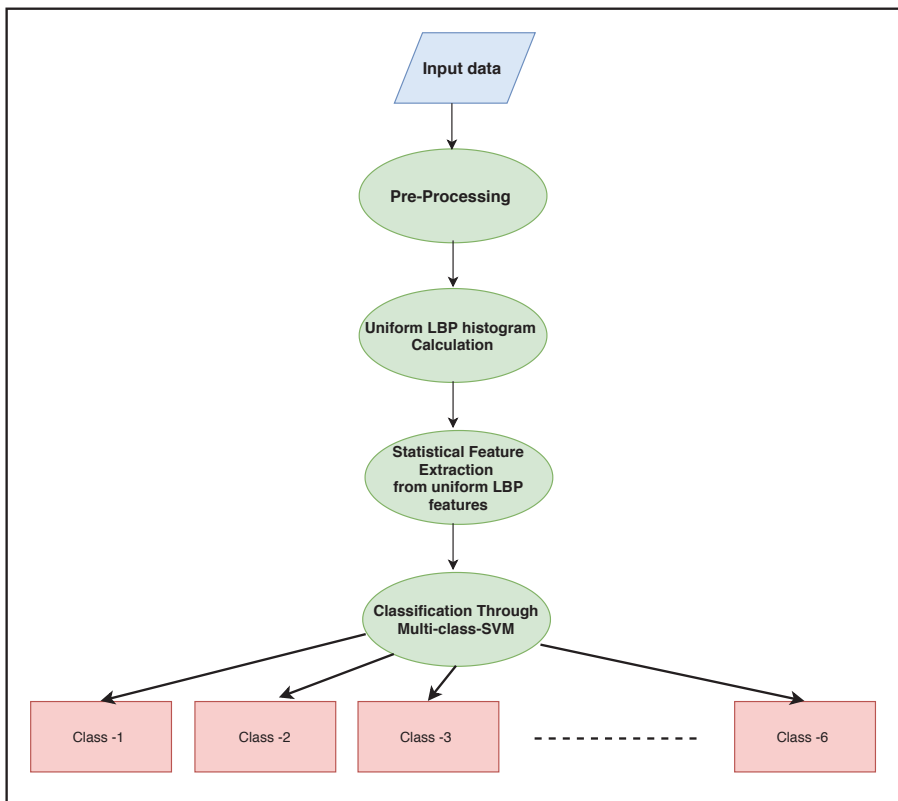 Input data
Pre-Processing
Uniform LBP histogram
Calculation
Statistical Feature
Extraction
from uniform LBP
features
Classification Through
Multi-class-SVM
Class -1
Class -2
Class -3
Class -6